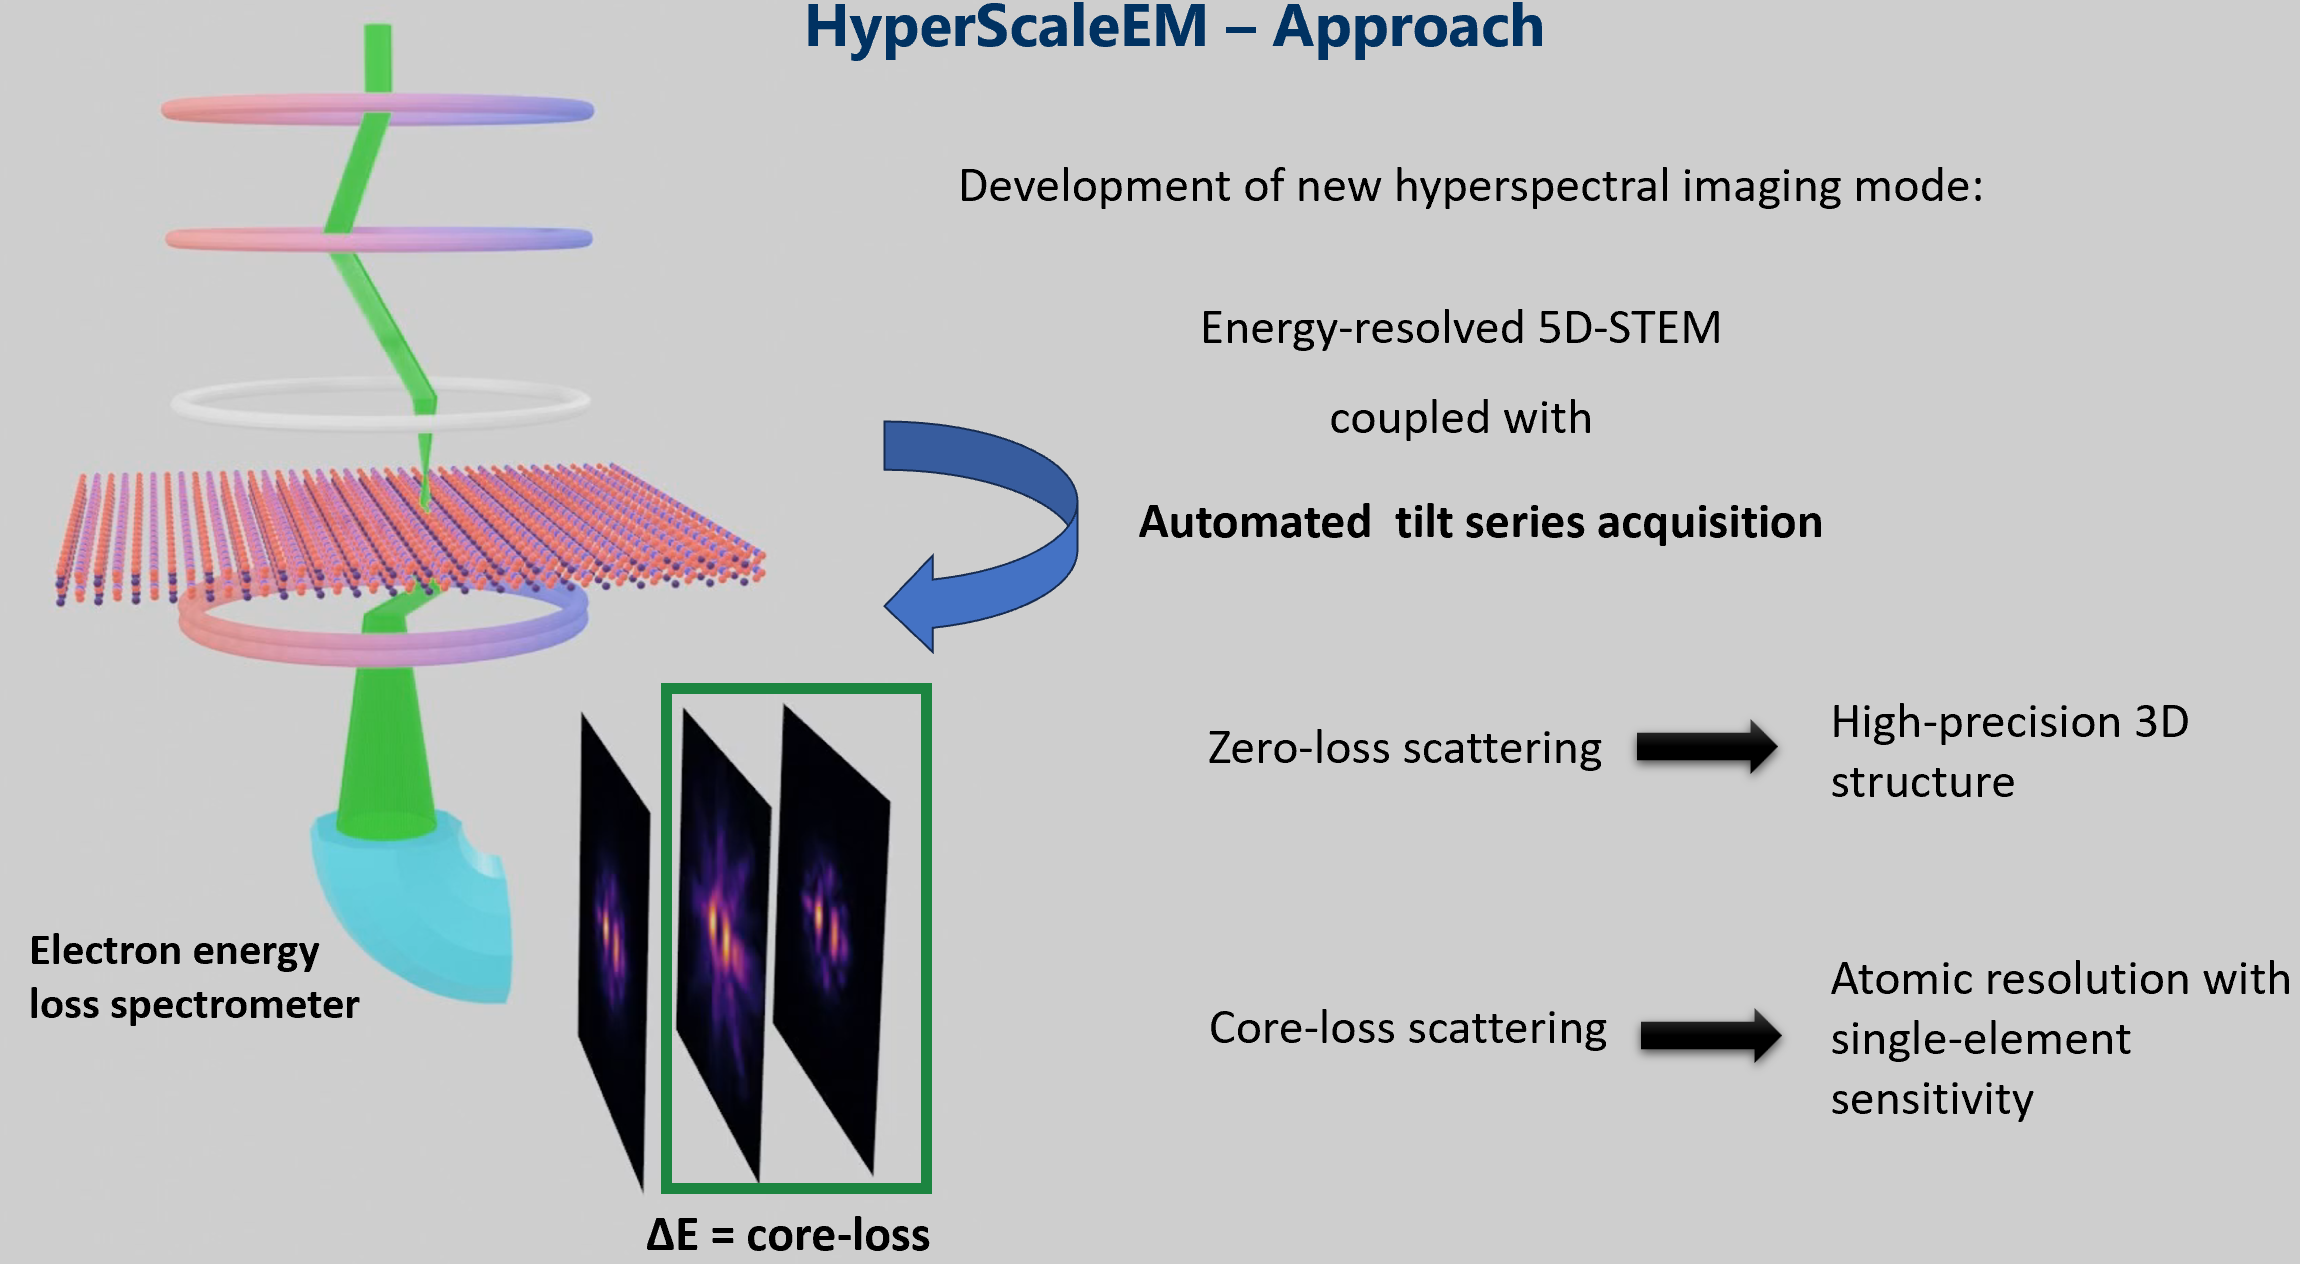 HyperScaleEM – Approach
Development of new hyperspectral imaging mode:
Energy-resolved 5D-STEM
coupled with
Automated  tilt series acquisition
Zero-loss scattering
High-precision 3D
structure
Core-loss scattering
Atomic resolution with
single-element
sensitivity
Electron energy
loss spectrometer
ΔE = core-loss